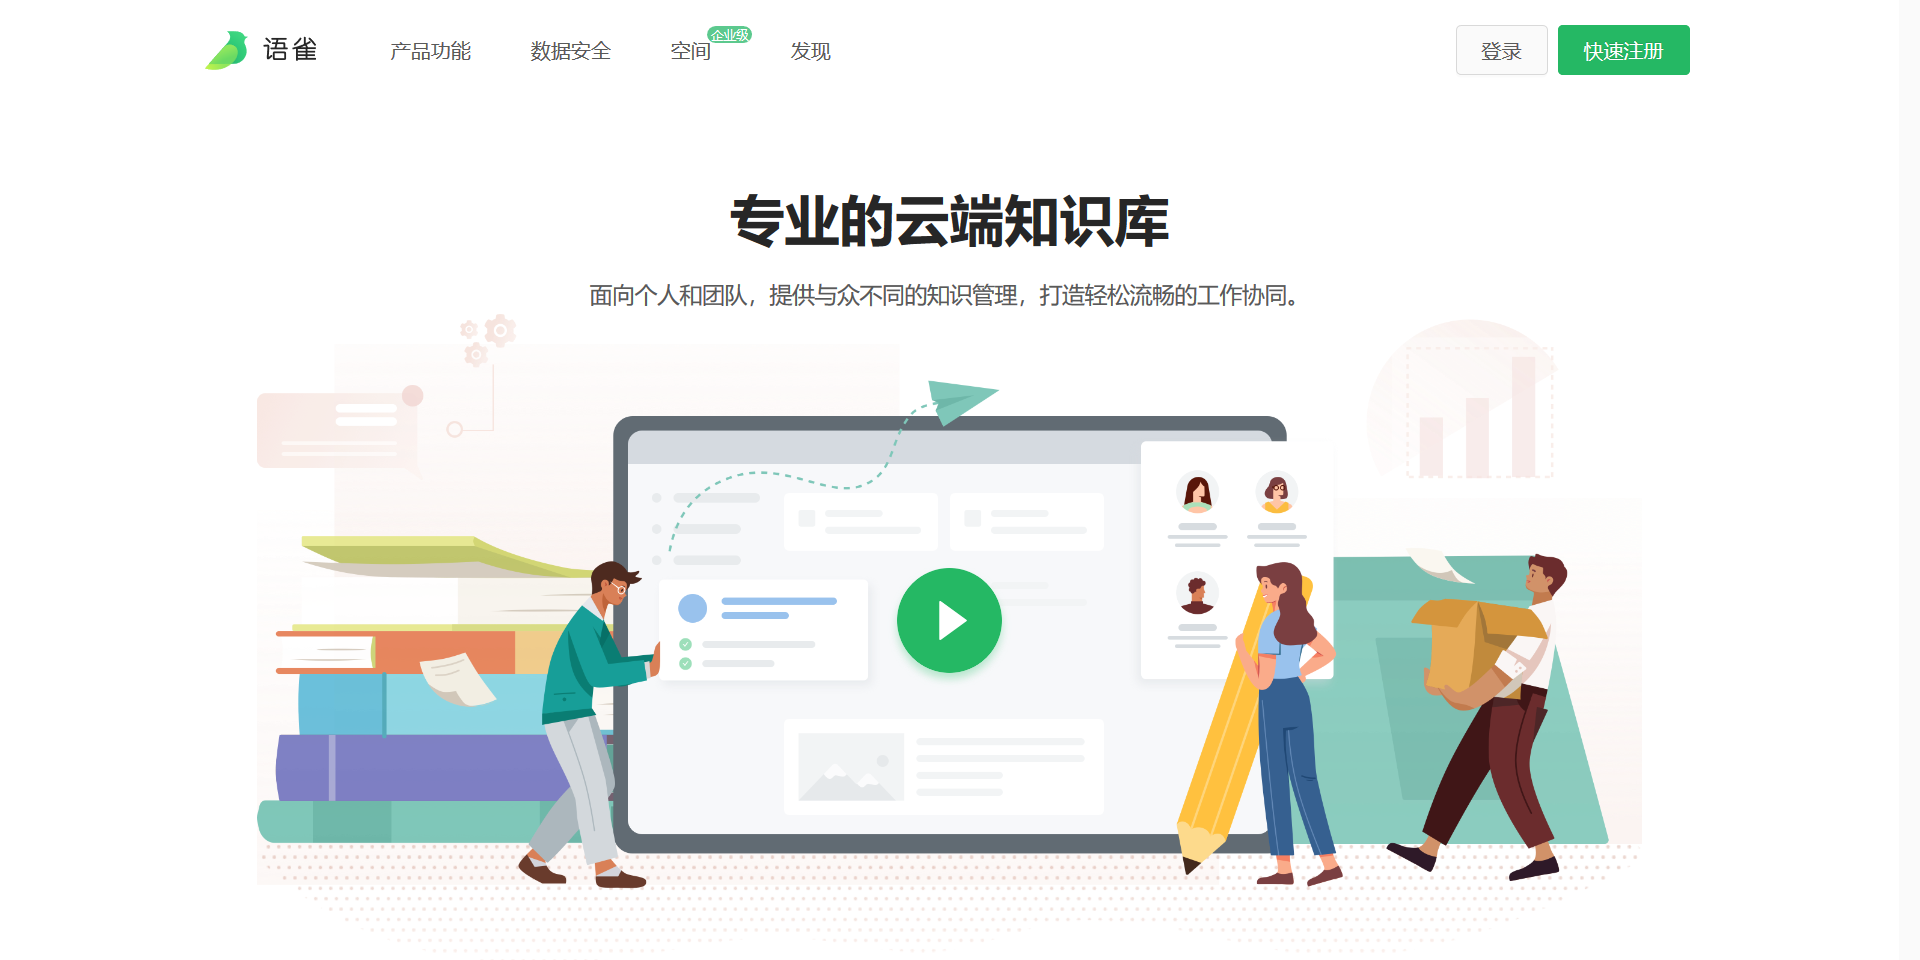 语雀 产品功能 数据安全 空间 企业级 发现 登录 快速注册
专业的云端知识库
面向个人和团队，提供与众不同的知识管理，打造轻松流畅的工作协同。